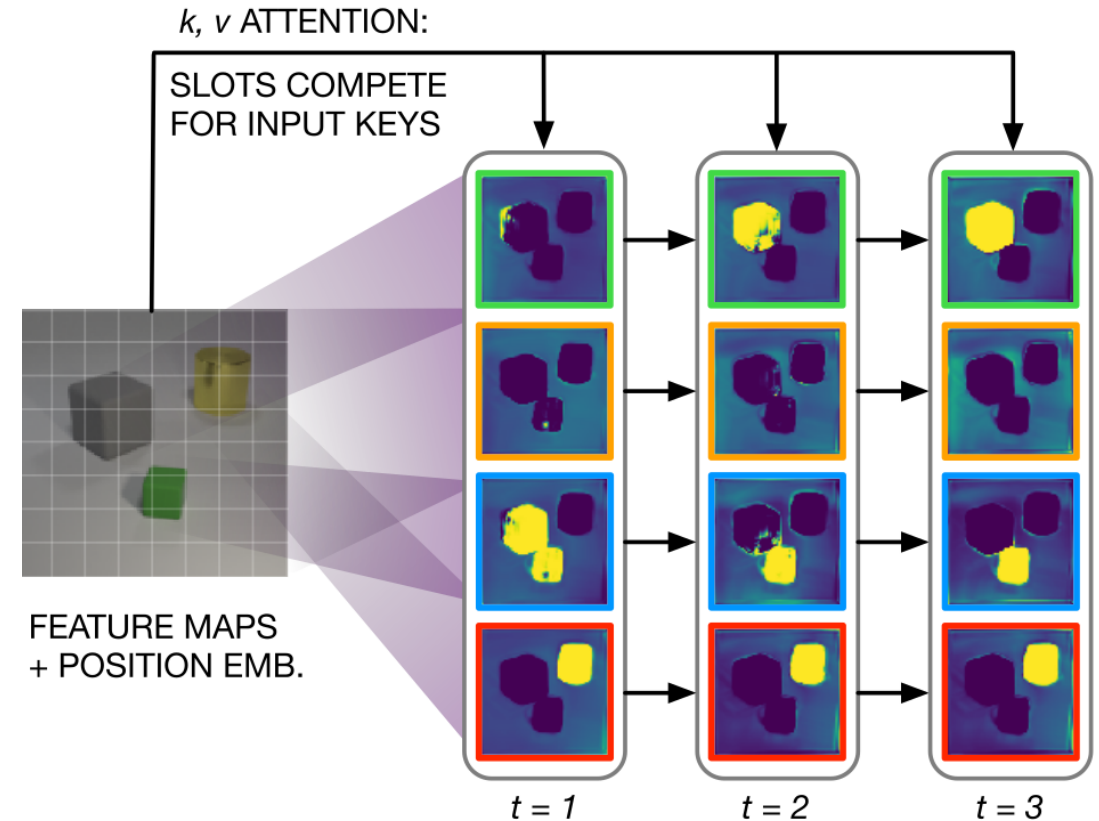 k, v ATTENTION:
SLOTS COMPETE
FOR INPUT KEYS
FEATURE MAPS
+ POSITION EMB.
t = 1
t = 2
t = 3